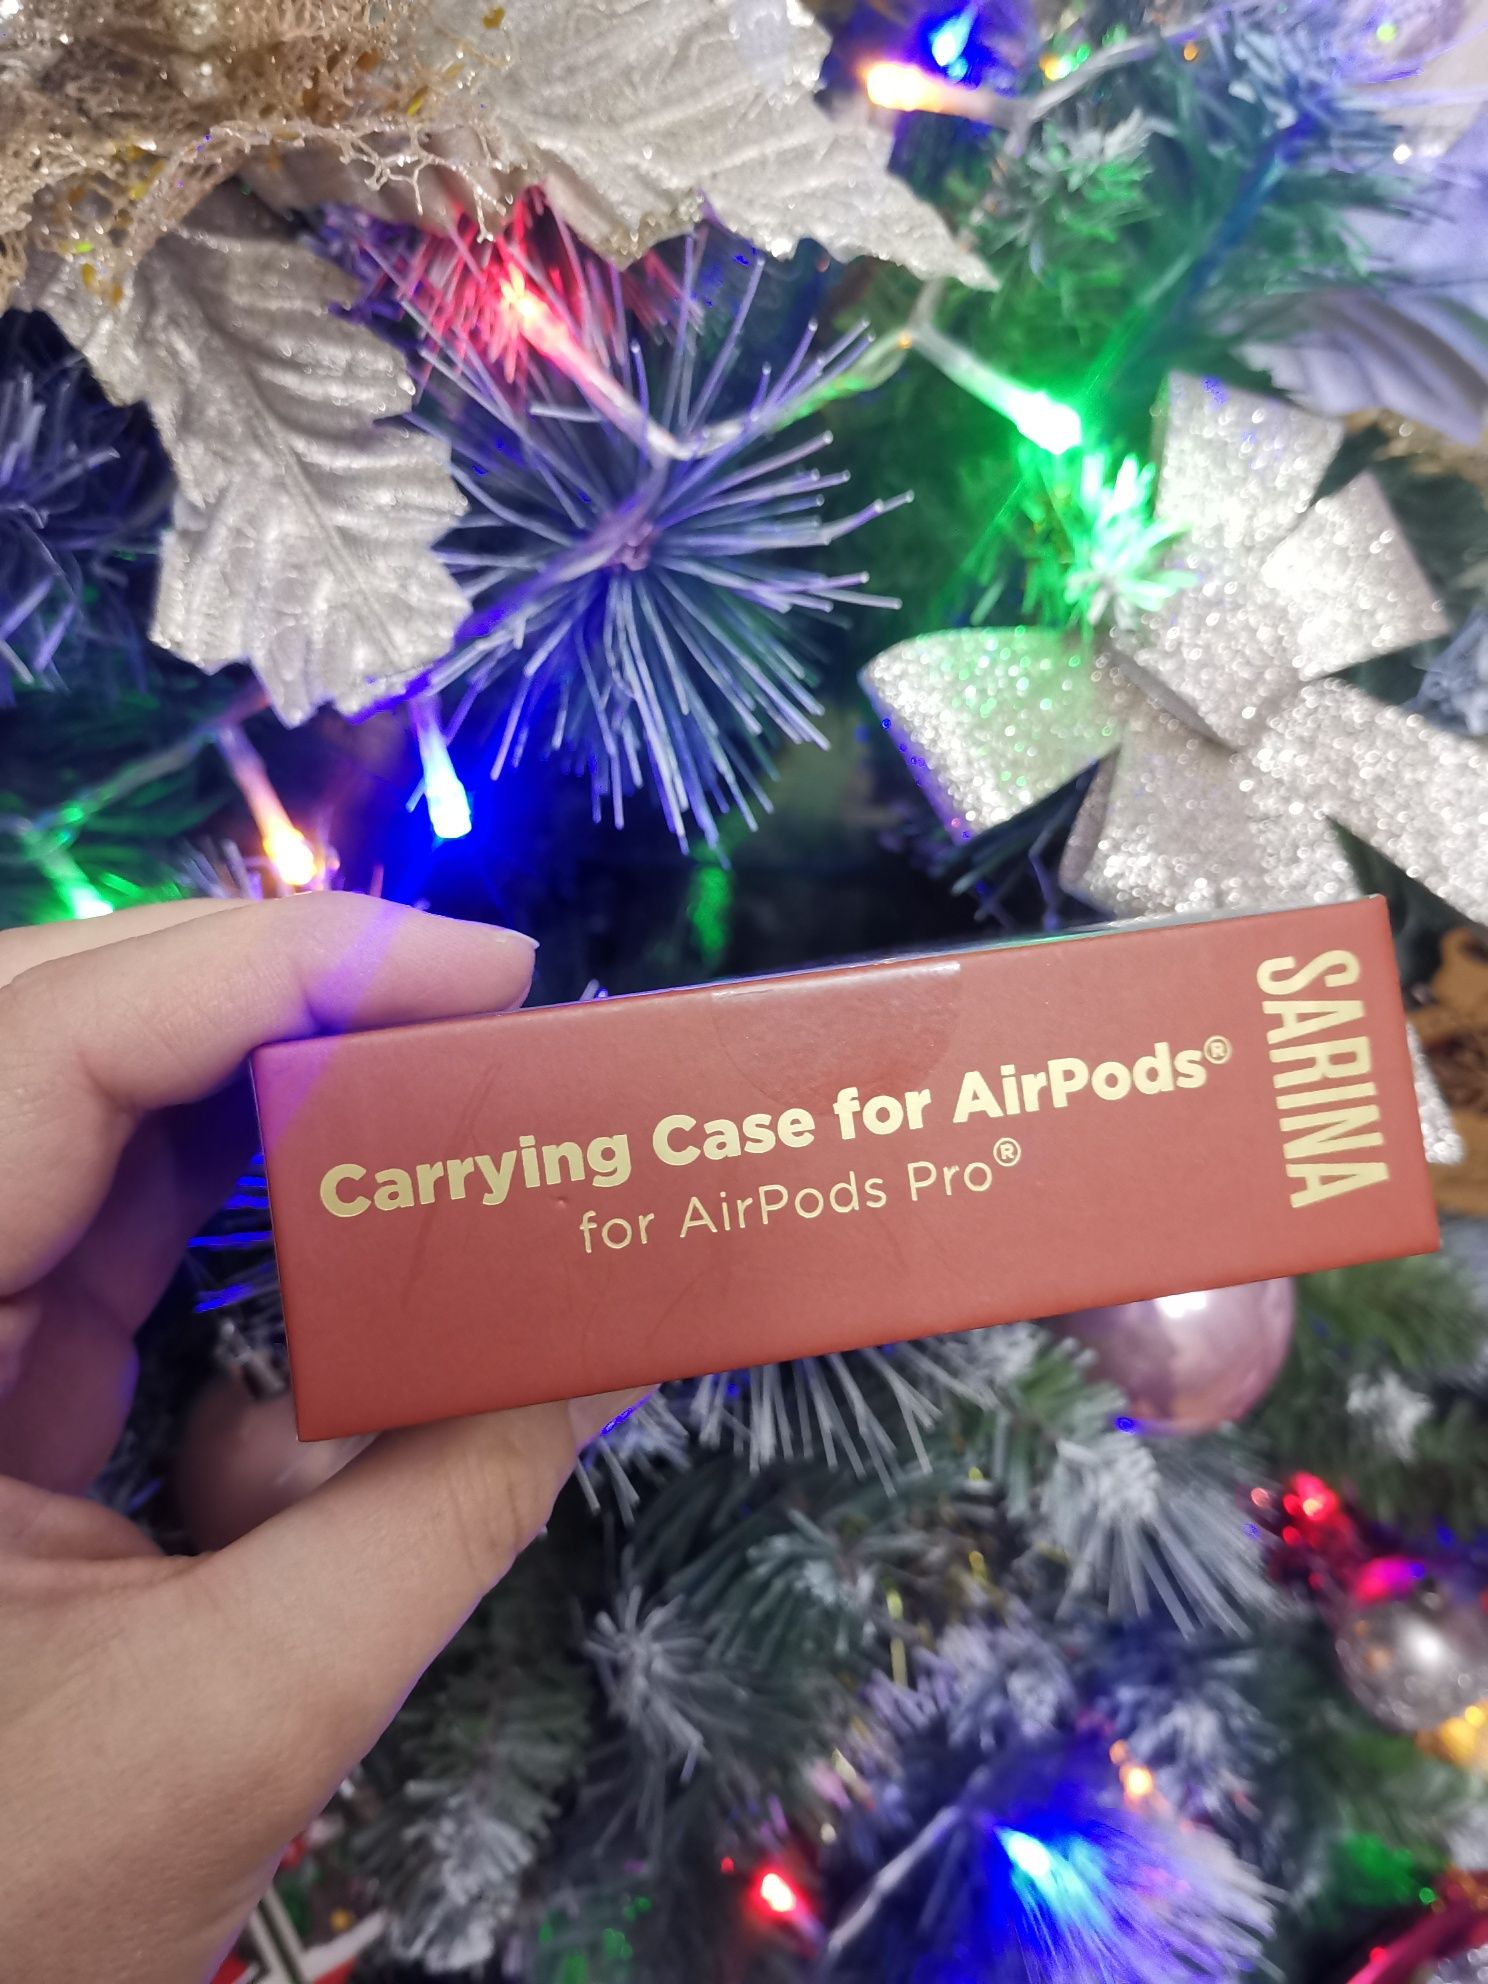 Carrying Case for AirPods®
for AirPods Pro®
SARINA